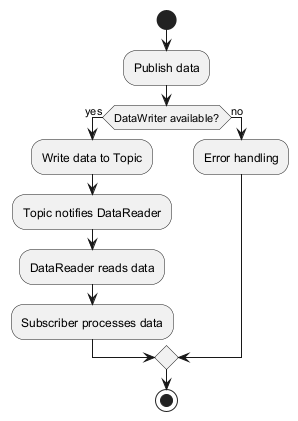 Publish data
DataWriter available?
yes
no
Write data to Topic
Error handling
Topic notifies DataReader
DataReader reads data
Subscriber processes data